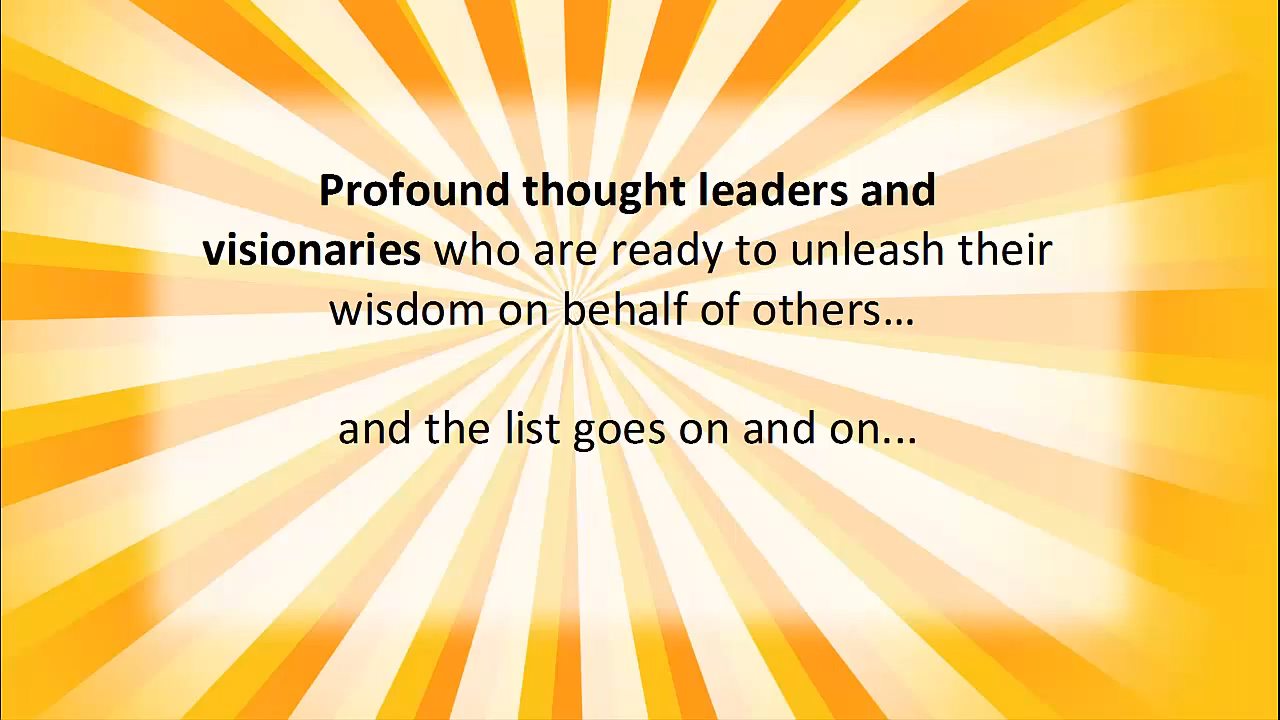 Profound thought leaders and
visionaries who are ready to unleash their
wisdom on behalf of others…
and the list goes on and on...